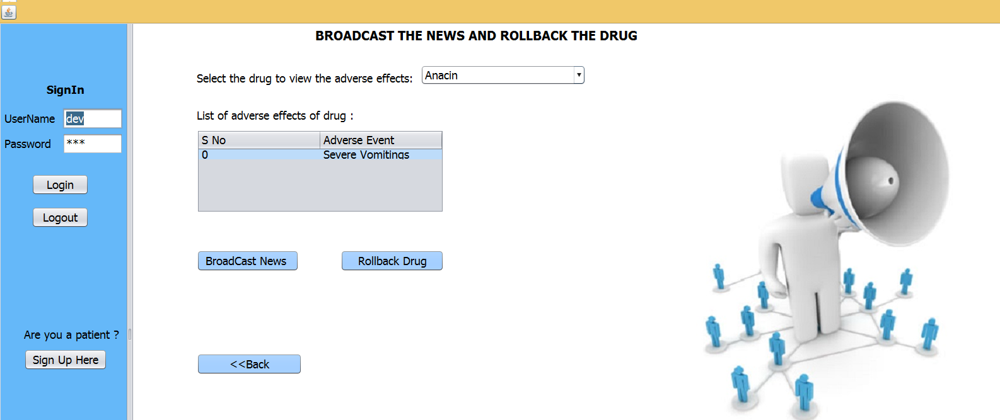 BROADCAST THE NEWS AND ROLLBACK THE DRUG
Select the drug to view the adverse effects: Anacin
SignIn
List of adverse effects of drug :
UserName dev
Password ***
S No Adverse Event
0 Severe Vomitings
Login
Logout
BroadCast News Rollback Drug
Are you a patient ?
Sign Up Here
<<Back